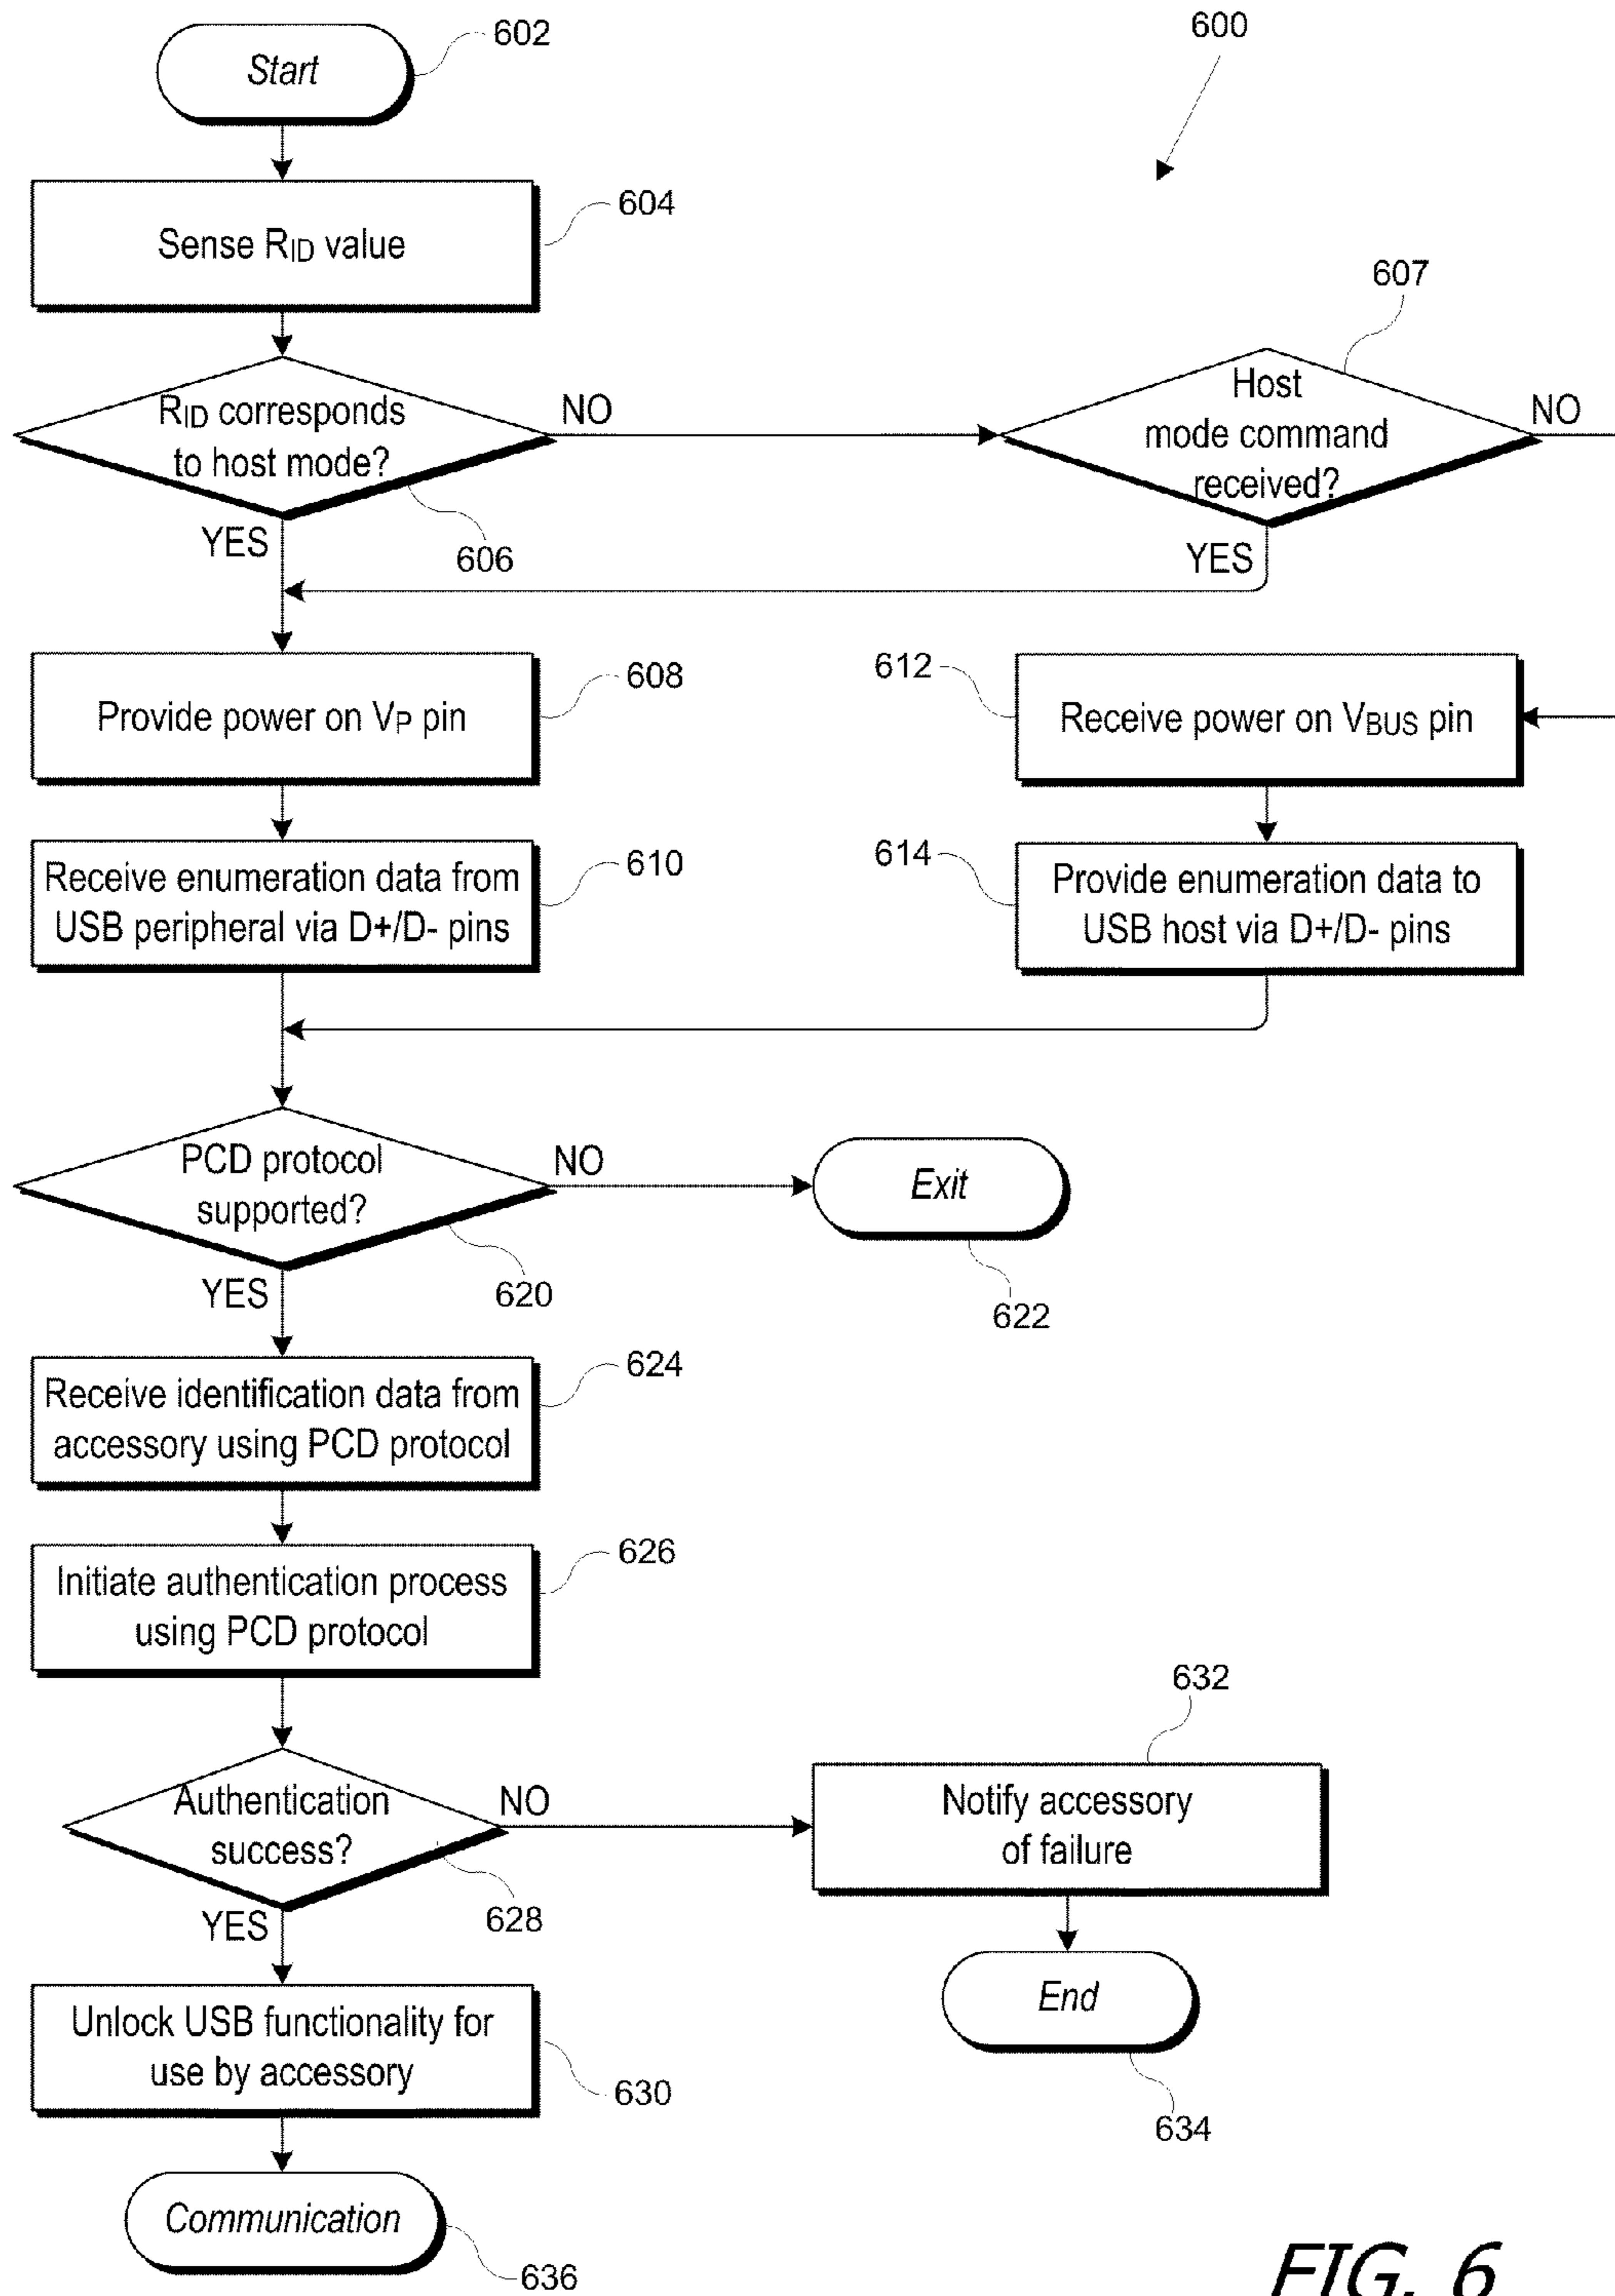 Start
602
600
Sense RID value
604
607
RID corresponds
to host mode?
NO
Host
mode command
received?
NO
YES
606
YES
Provide power on VP pin
608
612
Receive power on VBUS pin
Receive enumeration data from
USB peripheral via D+/D- pins
610
614
Provide enumeration data to
USB host via D+/D- pins
PCD protocol
supported?
NO
Exit
YES
620
622
Receive identification data from
accessory using PCD protocol
624
Initiate authentication process
using PCD protocol
626
632
Authentication
success?
NO
Notify accessory
of failure
YES
628
Unlock USB functionality for
use by accessory
630
End
634
Communication
636
FIG. 6